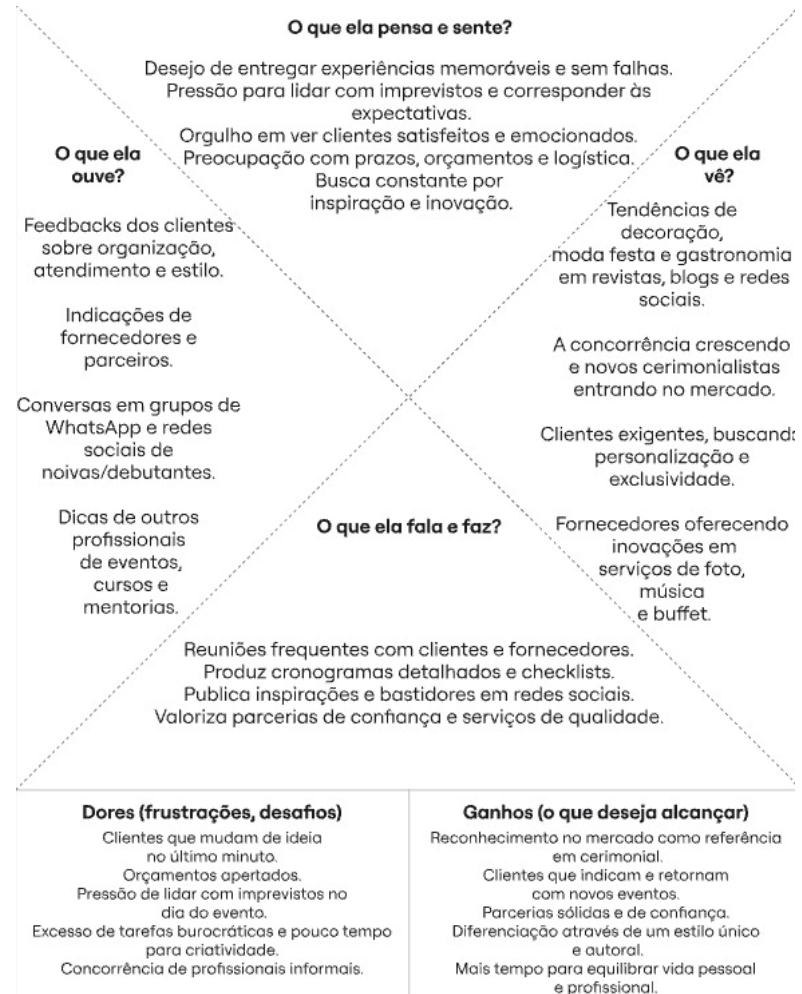 O que ela pensa e sente?
Desejo de entregar experiências memoráveis e sem falhas.
Pressão para lidar com imprevistos e corresponder às
expectativas.
Orgulho em ver clientes satisfeitos e emocionados.
Preocupação com prazos, orçamentos e logística.
Busca constante por
inspiração e inovação.
O que ela
ouve?
Feedbacks dos clientes
sobre organização,
atendimento e estilo.
Indicações de
fornecedores e
parceiros.
Conversas em grupos de
WhatsApp e redes
sociais de
noivas/debutantes.
Dicas de outros
profissionais
de eventos,
cursos e
mentorias.
O que ela
vê?
Tendências de
decoração,
moda festa e gastronomia
em revistas, blogs e redes
sociais.
A concorrência crescendo
e novos cerimonialistas
entrando no mercado.
Clientes exigentes, buscando
personalização e
exclusividade.
Fornecedores oferecendo
inovações em
serviços de foto,
música
e buffet.
O que ela fala e faz?
Reuniões frequentes com clientes e fornecedores.
Produz cronogramas detalhados e checklists.
Publica inspirações e bastidores em redes sociais.
Valoriza parcerias de confiança e serviços de qualidade.
Dores (frustrações, desafios)
Clientes que mudam de ideia
no último minuto.
Orçamentos apertados.
Pressão de lidar com imprevistos no
dia do evento.
Excesso de tarefas burocráticas e pouco tempo
para criatividade.
Concorrência de profissionais informais.
Ganhos (o que deseja alcançar)
Reconhecimento no mercado como referência
em cerimonial.
Clientes que indicam e retornam
com novos eventos.
Parcerias sólidas e de confiança.
Diferenciação através de um estilo único
e autoral.
Mais tempo para equilibrar vida pessoal
e profissional.